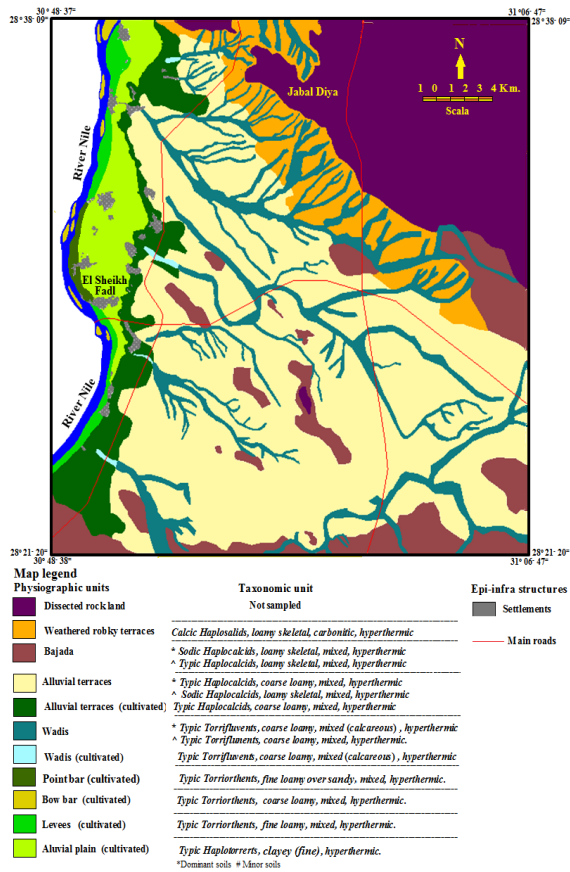 30° 48' 37"
31° 06' 47"
28° 38' 09"
28° 38' 09"
N
Jabal Diya
1 0 1 2 3 4 Km.
Scala
River Nile
El Sheikh
Fadl
River Nile
28° 21' 20"
28° 21' 20"
30° 48' 38"
31° 06' 47"
Map legend
Physiographic units
Taxonomic unit
Epi-infra structures
Dissected rock land
Not sampled
Settlements
Weathered robky terraces
Calcic Haplosalids, loamy skeletal, carbonitic, hyperthermic
Main roads
Bajada
* Sodic Haplocalcids, loamy skeletal, mixed, hyperthermic
^ Typic Haplocalcids, loamy skeletal, mixed, hyperthermic
Alluvial terraces
* Typic Haplocalcids, coarse loamy, mixed, hyperthermic
^ Sodic Haplocalcids, loamy skeletal, mixed, hyperthermic
Alluvial terraces (cultivated)
Typic Haplocalcids, coarse loamy, mixed, hyperthermic
Wadis
* Typic Torrifluvents, coarse loamy, mixed (calcareous) , hyperthermic
^ Typic Torriflunents, coarse loamy, mixed, hyperthermic.
Wadis (cultivated)
Typic Torrifluvents, coarse loamy, mixed (calcareous) , hyperthermic
Point bar (cultivated)
Typic Torriorthents, fine loamy over sandy, mixed, hyperthermic.
Bow bar (cultivated)
Typic Torriorthents, coarse loamy, mixed, hyperthermic.
Levees (cultivated)
Typic Torriorthents, fine loamy, mixed, hyperthermic.
Aluvial plain (cultivated)
Typic Haplotorrerts, clayey (fine), hyperthermic.
*Dominant soils # Minor soils